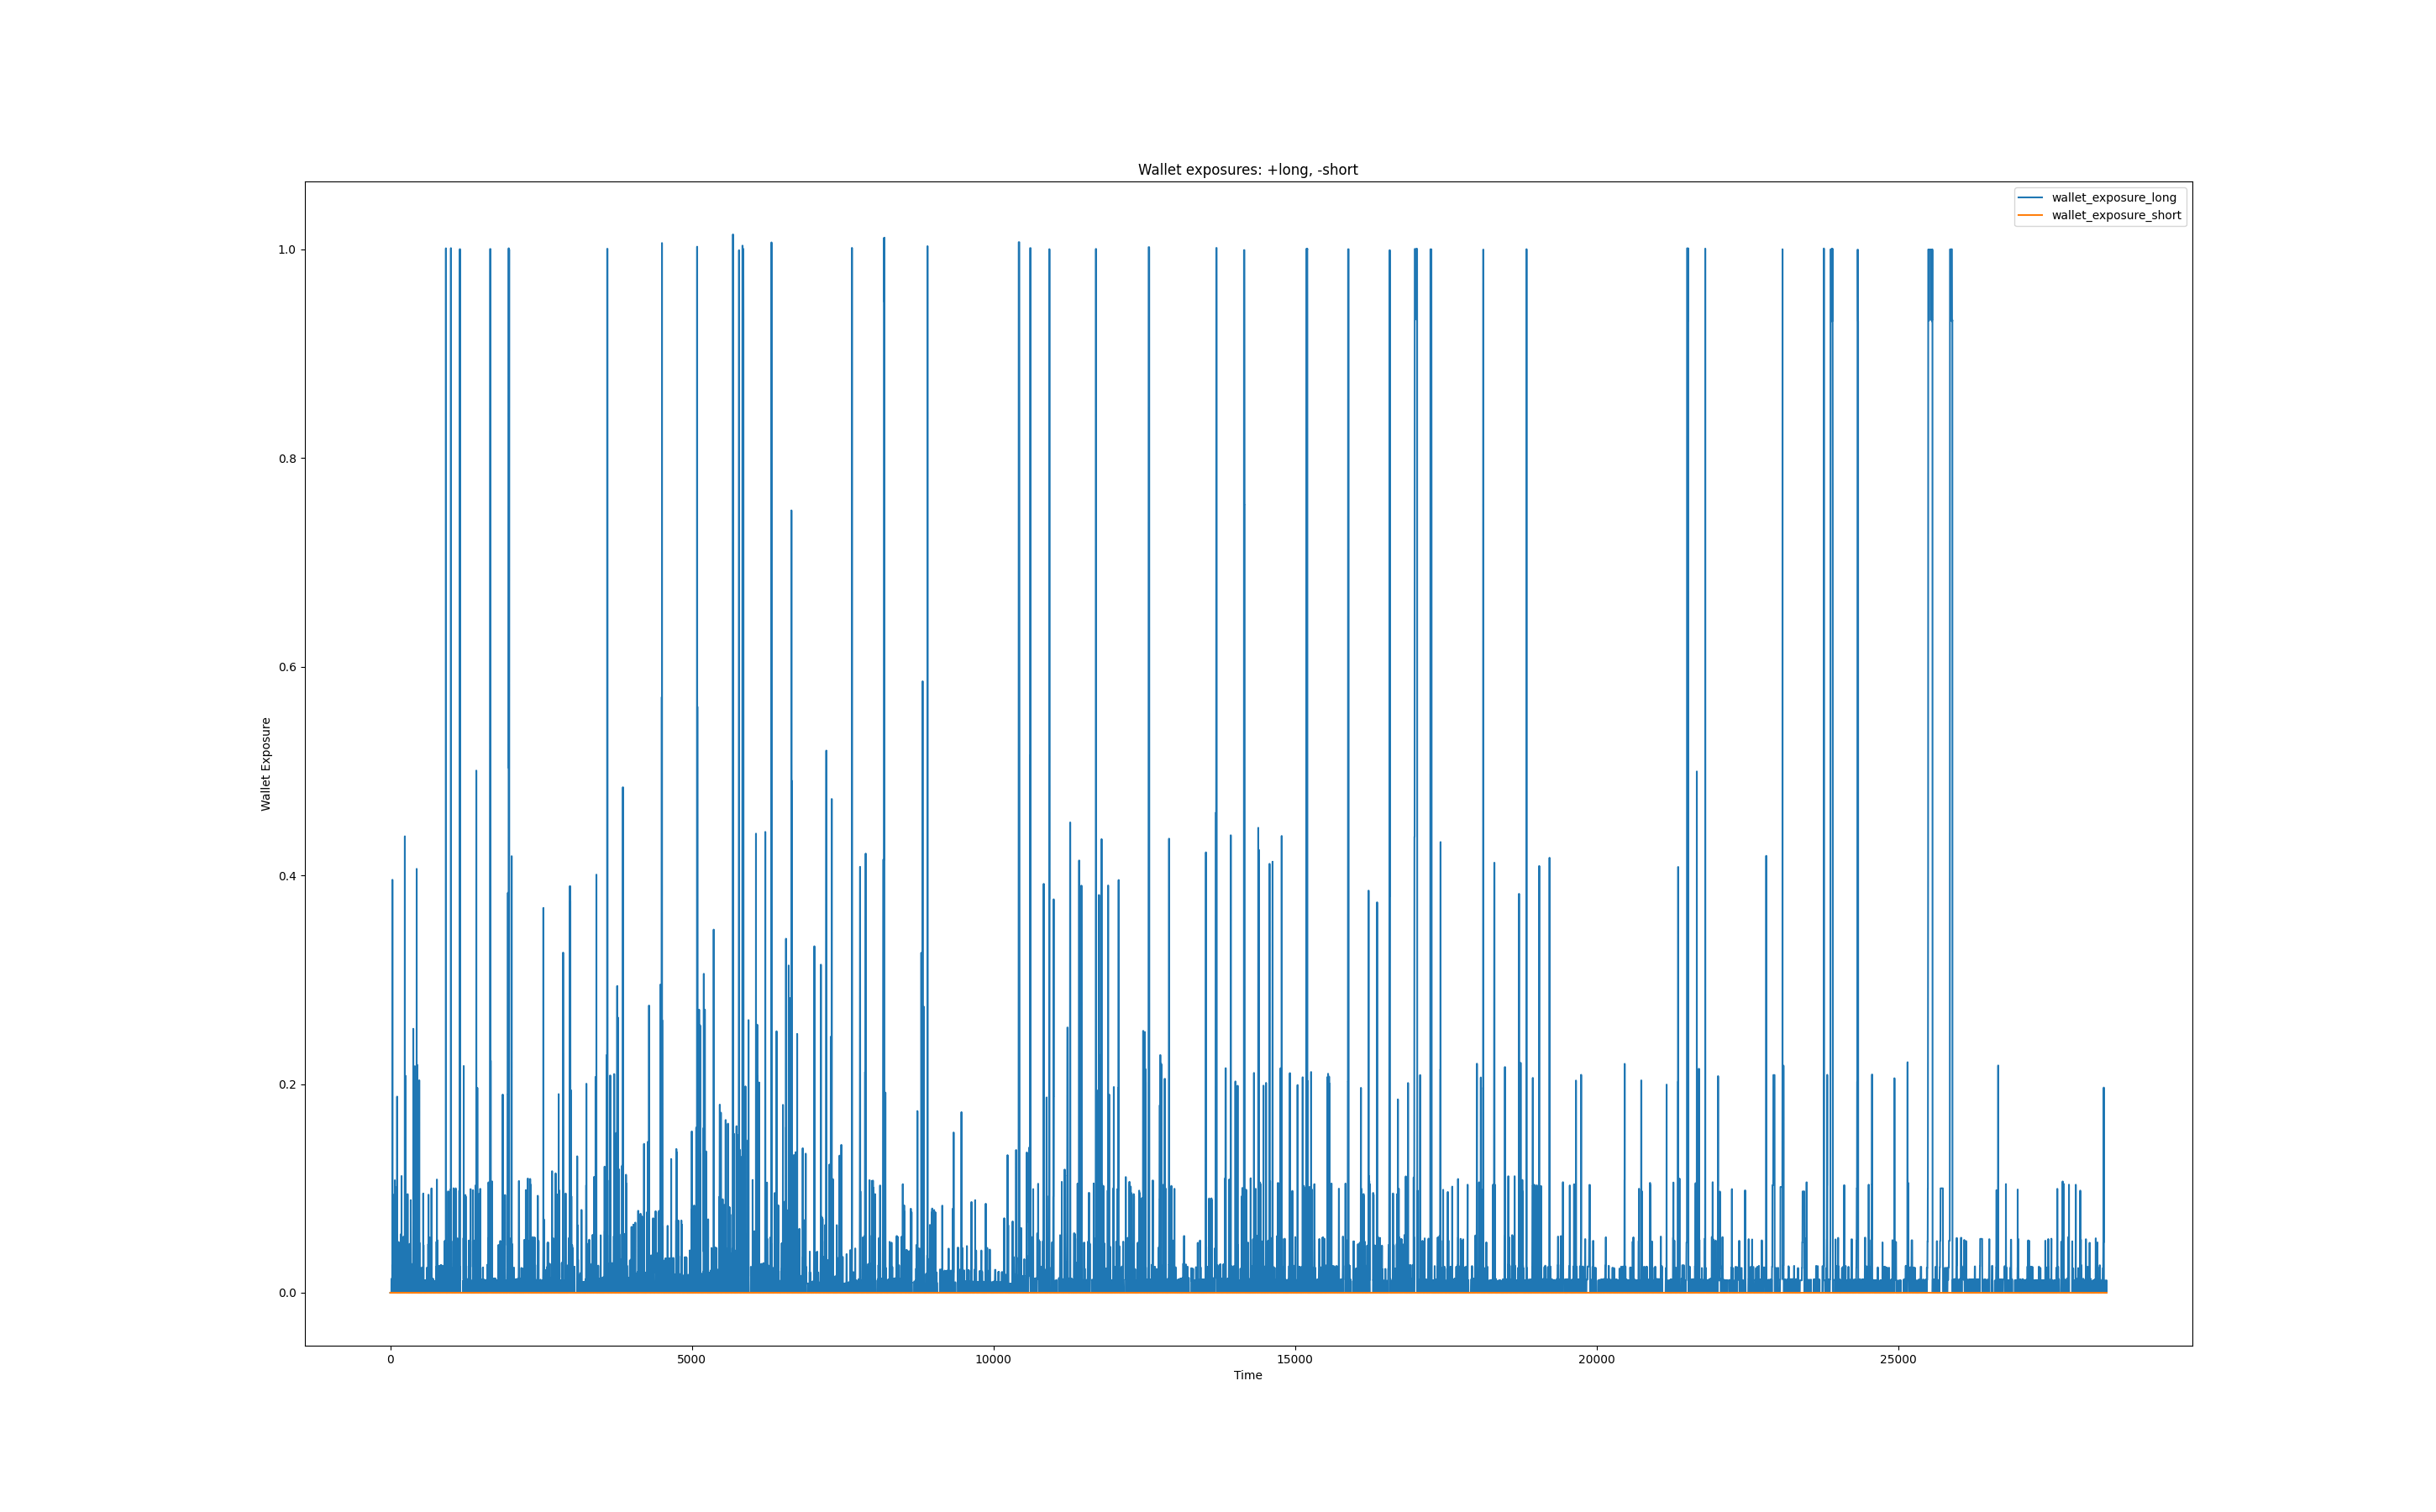 Wallet exposures: +long, -short
wallet_exposure_long
wallet_exposure_short
1.0
0.8
0.6
0.4
0.2
0.0
Wallet Exposure
0 5000 10000 15000 20000 25000
Time